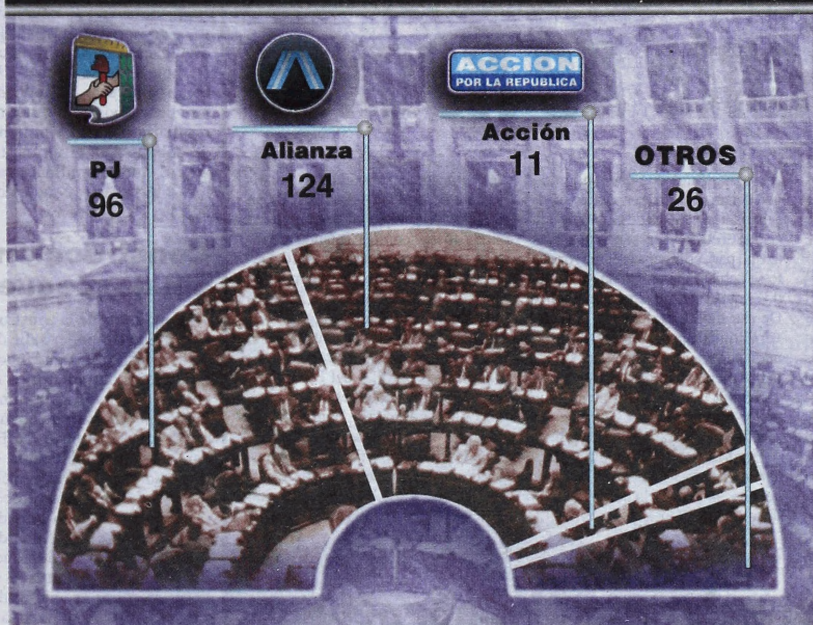 PJ
96
Alianza
124
ACCION
POR LA REPUBLICA
Acción
11
OTROS
26